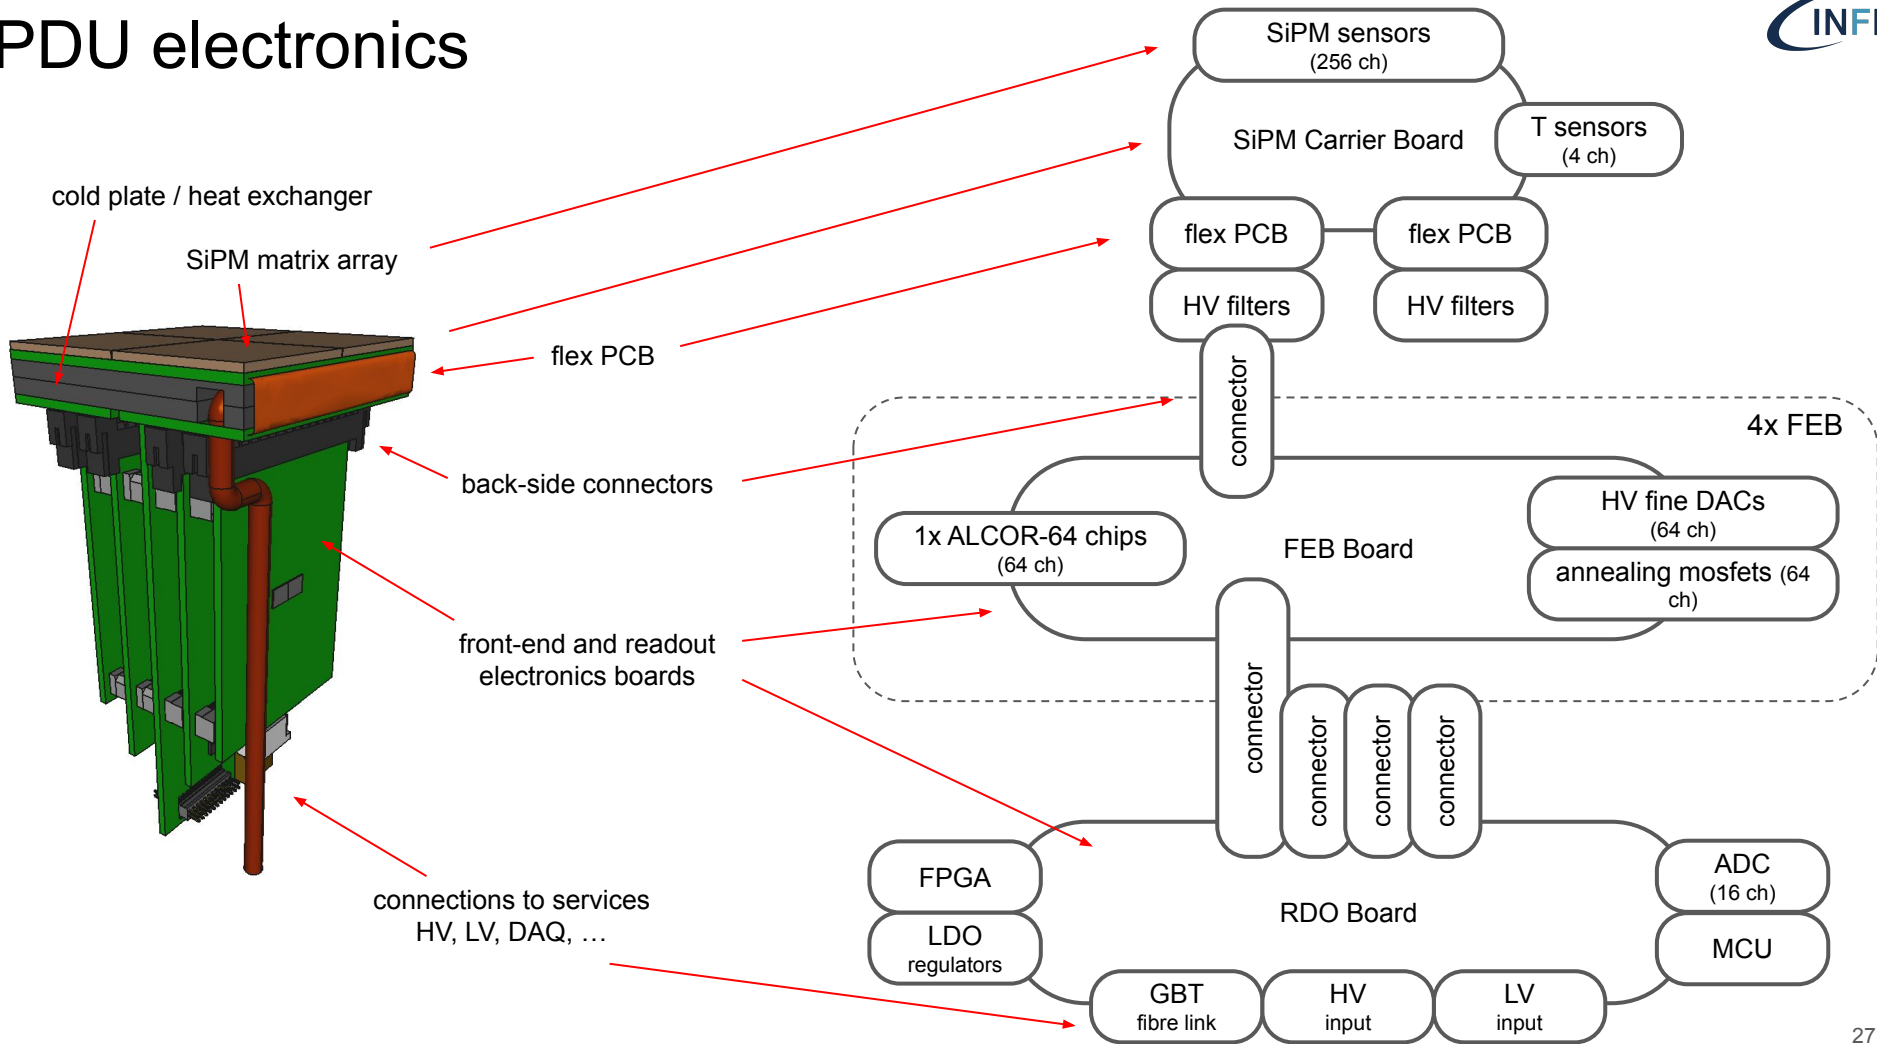 PDU electronics
INF
SiPM sensors
(256 ch)
SiPM Carrier Board
T sensors
(4 ch)
cold plate / heat exchanger
SiPM matrix array
flex PCB
flex PCB
HV filters
HV filters
flex PCB
connector
4x FEB
back-side connectors
HV fine DACs
(64 ch)
1x ALCOR-64 chips
(64 ch)
FEB Board
annealing mosfets (64
ch)
front-end and readout
electronics boards
connector
connector
connector
connector
FPGA
ADC
(16 ch)
connections to services
HV, LV, DAQ, …
RDO Board
LDO
regulators
MCU
GBT
fibre link
HV
input
LV
input
27